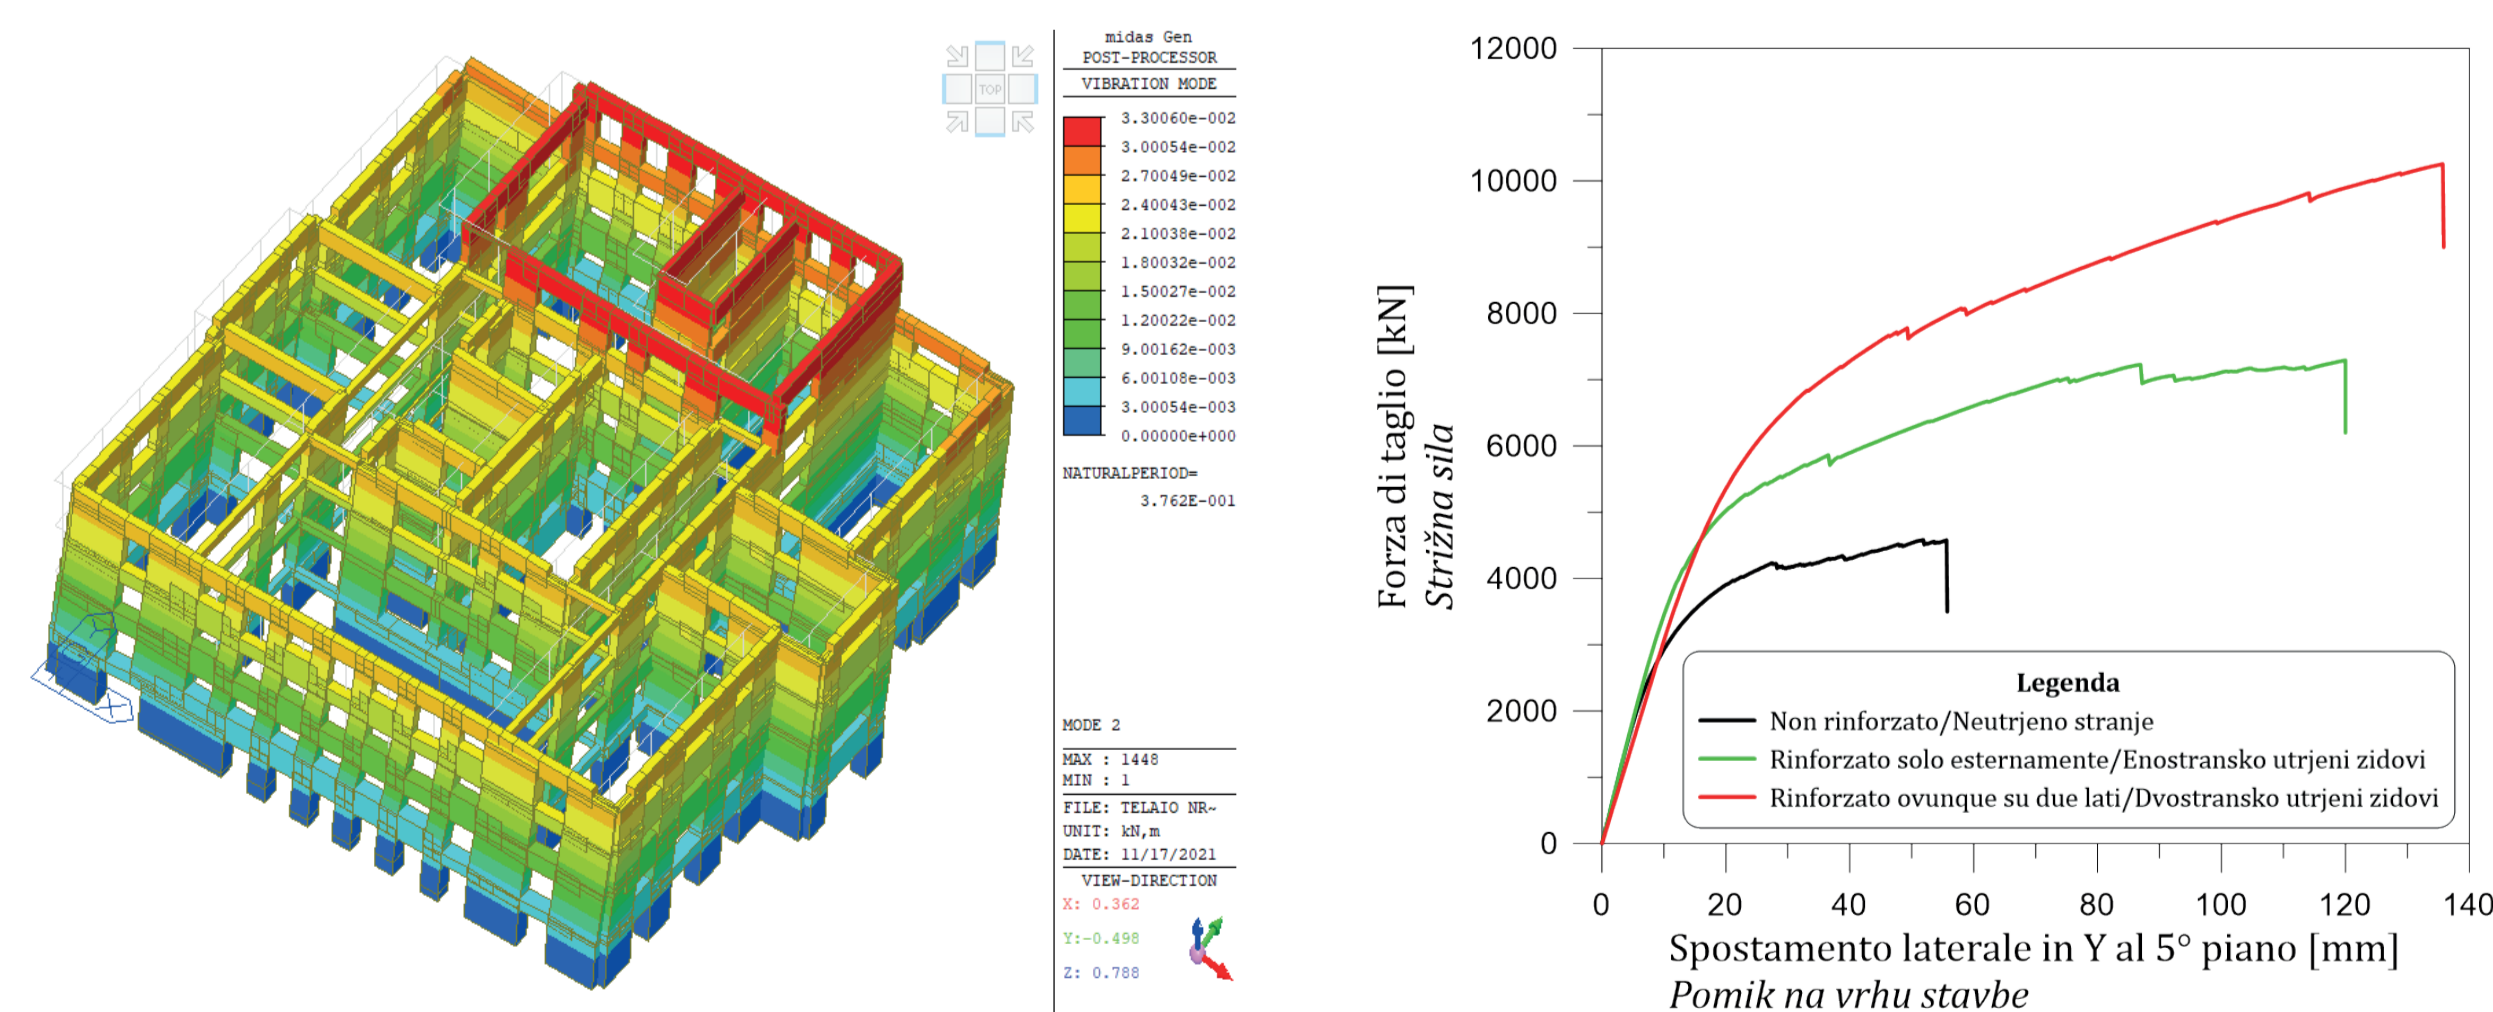 midas Gen
POST-PROCESSOR
VIBRATION MODE
3.30060e-002
3.00054e-002
2.70049e-002
2.40043e-002
2.10038e-002
1.80032e-002
1.50027e-002
1.20022e-002
9.00162e-003
6.00108e-003
3.00054e-003
0.00000e+000
NATURALPERIOD=
3.762E-001
MODE 2
MAX : 1448
MIN : 1
FILE: TELAIO NR~
UNIT: kN,m
DATE: 11/17/2021
VIEW-DIRECTION
X: 0.362
Y:-0.498
Z: 0.788
TOP
Forza di taglio [kN]
Strižna sila
12000
10000
8000
6000
4000
2000
0
Legenda
Non rinforzato/Neutrjeno stranje
Rinforzato solo esternamente/Enostransko utrjeni zidovi
Rinforzato ovunque su due lati/Dvostransko utrjeni zidovi
0 20 40 60 80 100 120 140
Spostamento laterale in Y al 5° piano [mm]
Pomik na vrhu stavbe